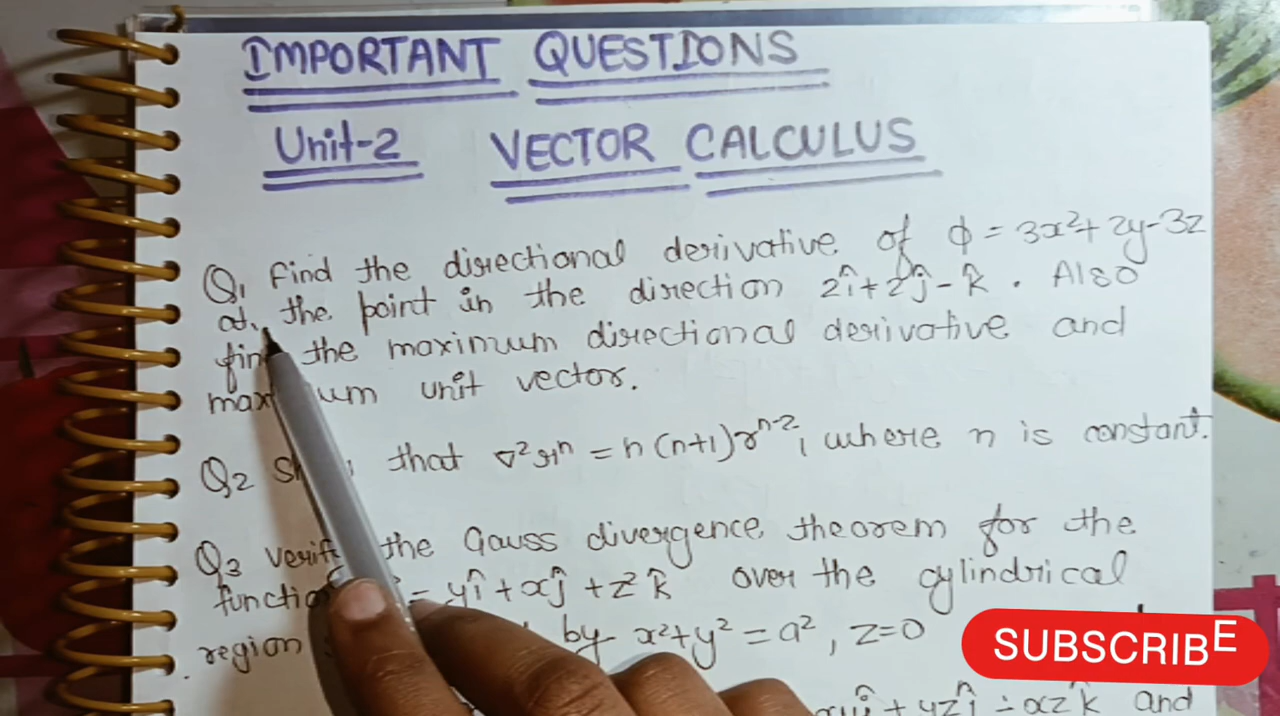 IMPORTANT QUESTIONS
Unit-2 VECTOR CALCULUS
Q1 Find the directional derivative of ϕ = 3x²+2y-3z
at the point in the direction 2î+2ĵ-k̂. Also
the maximum directional derivative and
unit vector.
Q2 that ∇²rⁿ = n(n+1)rⁿ⁻², where n is constant.
Q3 the Gauss divergence theorem for the
= yî+xĵ+z²k̂ over the cylindrical
region by x²+y²=a², z=0
SUBSCRIBE
+ yzĵ + xzk̂ and